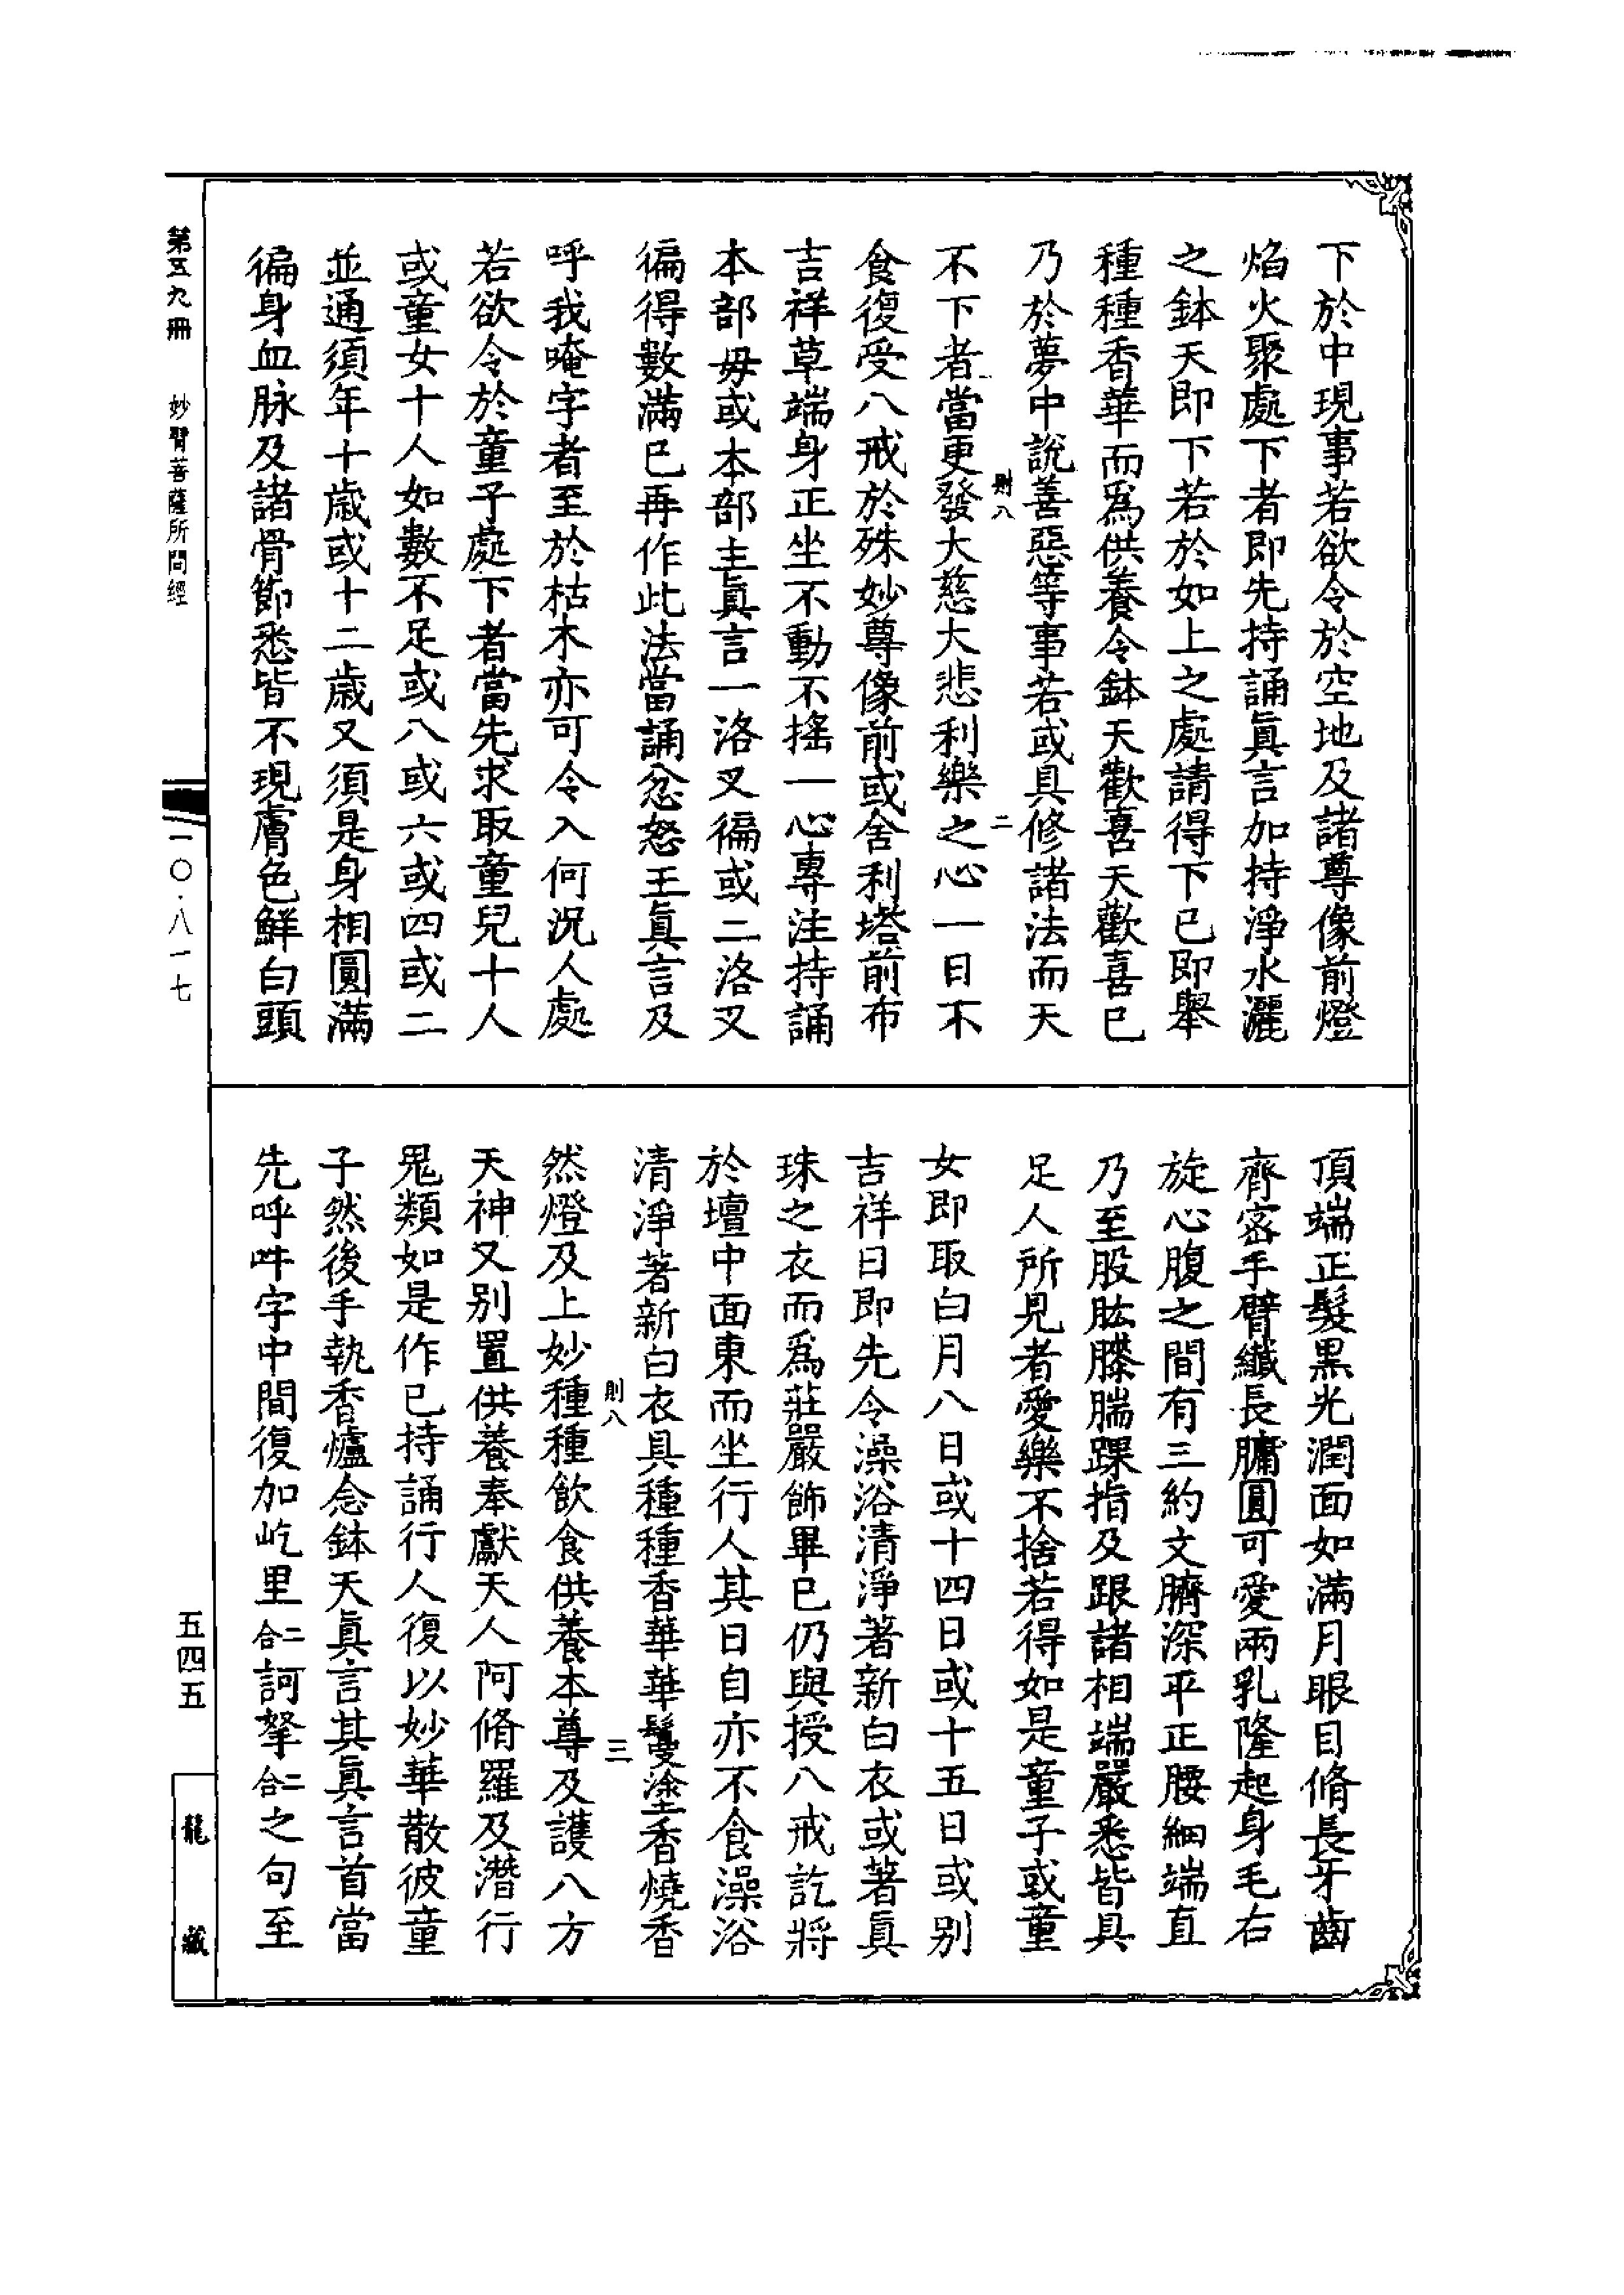 下於中現事若欲令於空地及諸尊像前燈
焰火聚處下者即先持誦眞言加持淨水灑
之鉢天即下若於如上之處請得下已即舉
種種香華而爲供養令鉢天歡喜天歡喜已
乃於夢中說善惡等事若或具修諸法而天
則八 二
不下者當更發大慈大悲利樂之心一日不
食復受八戒於殊妙尊像前或舍利塔前布
吉祥草端身正坐不動不搖一心專注持誦
本部毋或本部主眞言一洛叉徧或二洛叉
徧得數滿已再作此法當誦忿怒王眞言及
呼我唵字者至於枯木亦可令入何況人處
若欲令於童子處下者當先求取童兒十人
或童女十人如數不足或八或六或四或二
並通須年十歲或十二歲又須是身相圓滿
徧身血脉及諸骨節悉皆不現膚色鮮白頭
頂端正髮黒光潤面如滿月眼目脩長牙齒
齊密手臂纖長𦟛圓可愛兩乳隆起身毛右
旋心腹之間有三約文臍深平正腰細端直
乃至股肱膝腨踝指及跟諸相端嚴悉皆具
足人所見者愛樂不捨若得如是童子或童
女即取白月八日或十四日或十五日或别
吉祥日即先令澡浴清淨著新白衣或著眞
珠之衣而爲莊嚴飾畢已仍與授八戒訖將
於壇中面東而坐行人其日自亦不食澡浴
清淨著新白衣具種種香華華鬘塗香燒香
則八 三
然燈及上妙種種飲食供養本尊及護八方
天神又别置供養奉獻天人阿脩羅及潛行
鬼類如是作已持誦行人復以妙華散彼童
子然後手執香爐念鉢天眞言其眞言首當
先呼吽字中間復加屹里二合訶拏二合之句至
第五九冊 妙臂菩薩所問經 一〇·八一七
五四五
龍藏